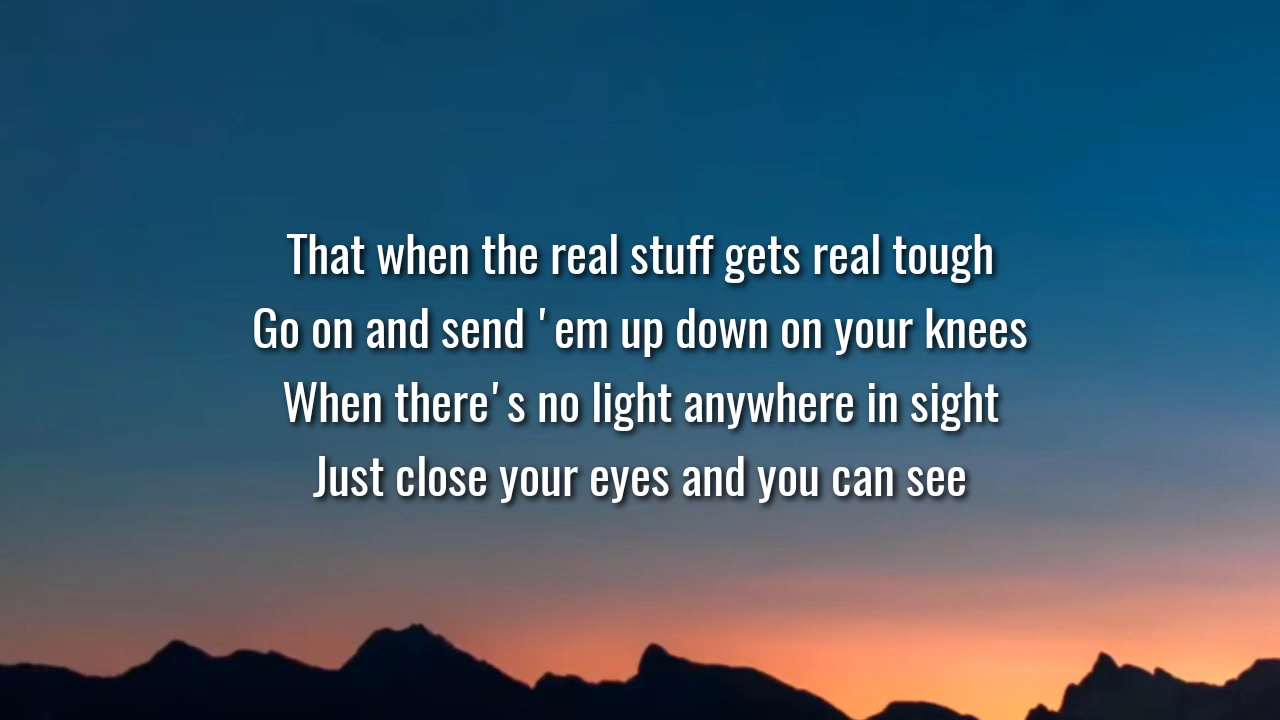 That when the real stuff gets real tough
Go on and send 'em up down on your knees
When there's no light anywhere in sight
Just close your eyes and you can see